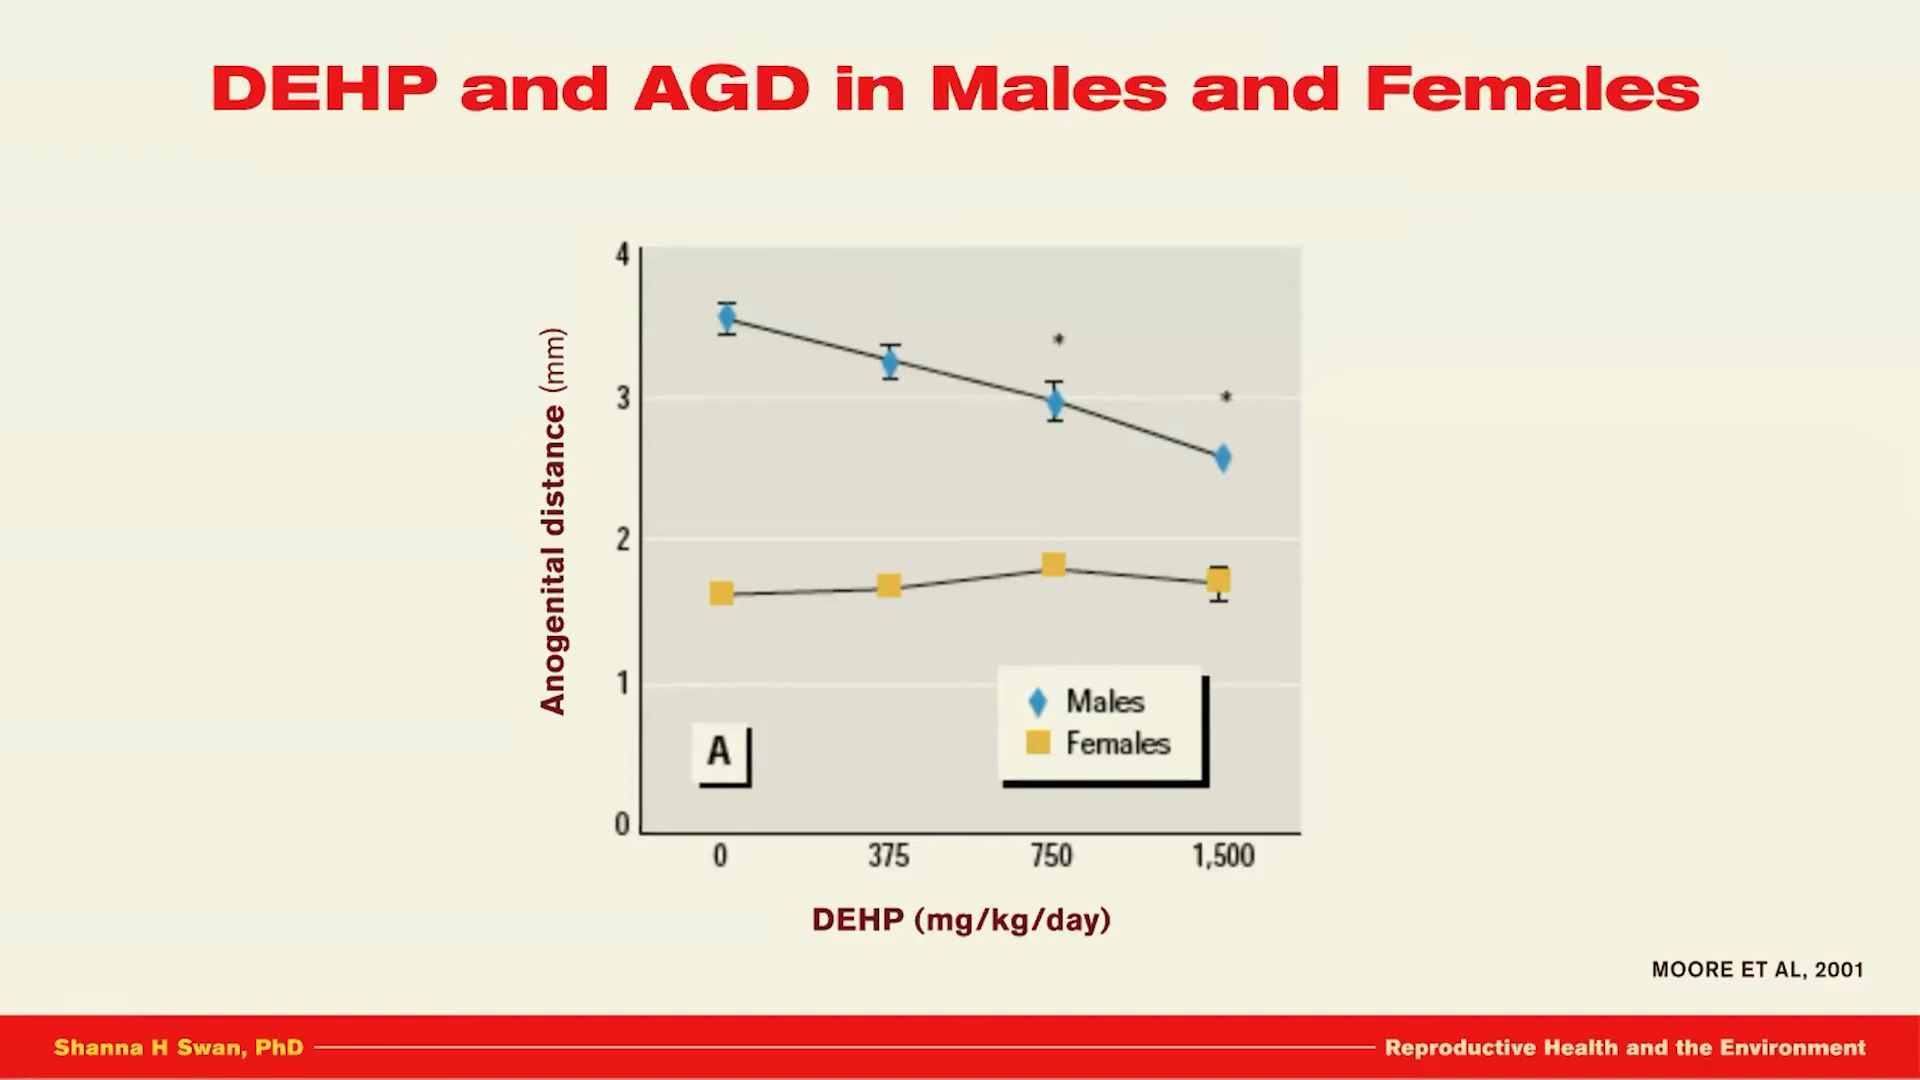 DEHP and AGD in Males and Females
Anogenital distance (mm)
4
3
2
1
0
*
*
Males
Females
A
0 375 750 1,500
DEHP (mg/kg/day)
MOORE ET AL, 2001
Shanna H Swan, PhD
Reproductive Health and the Environment